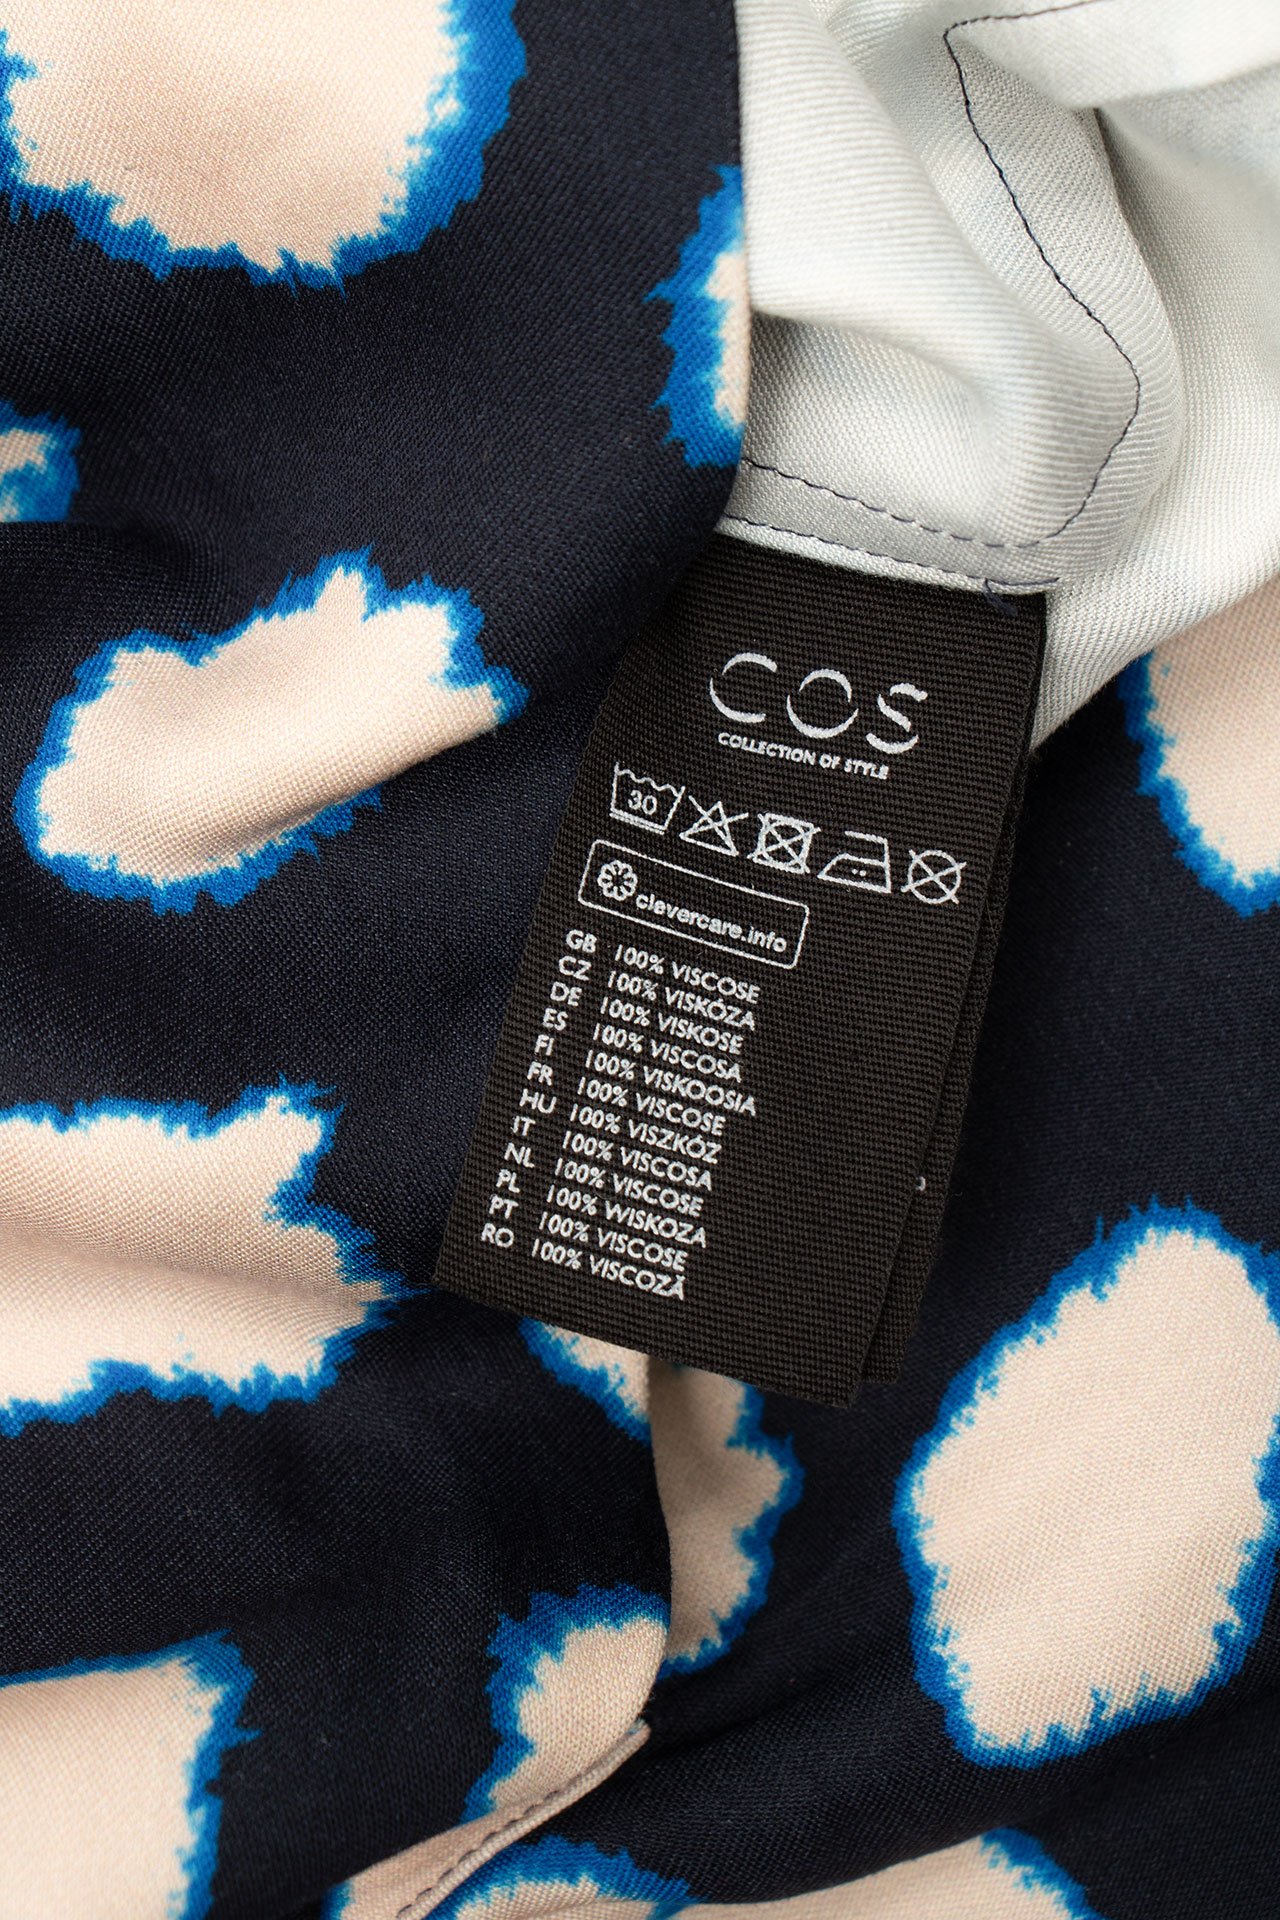 COS
COLLECTION OF STYLE
30
clevercare.info
GB 100% VISCOSE
CZ 100% VISKÓZA
DE 100% VISKOSE
ES 100% VISCOSA
FI 100% VISKOOSIA
FR 100% VISCOSE
HU 100% VISZKÓZ
IT 100% VISCOSA
NL 100% VISCOSE
PL 100% WISKOZA
PT 100% VISCOSE
RO 100% VISCOZĂ